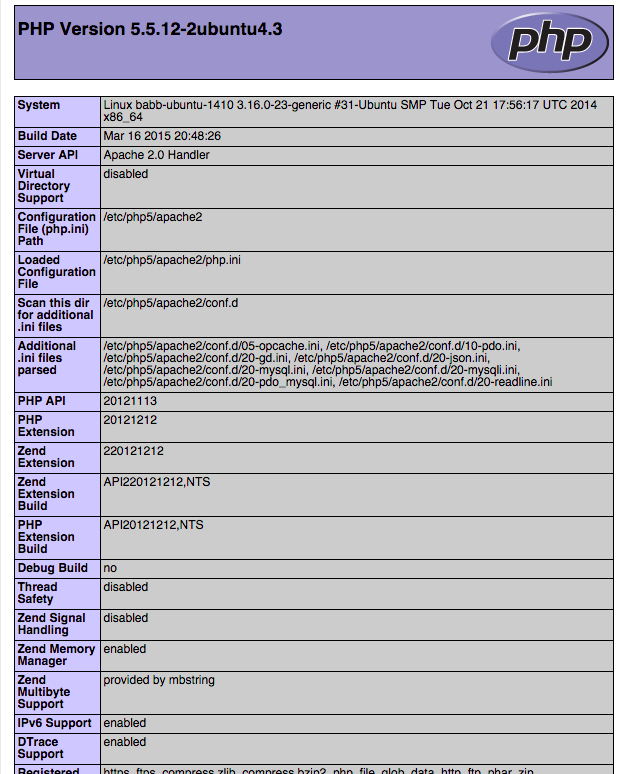 PHP Version 5.5.12-2ubuntu4.3
php
System
Linux babb-ubuntu-1410 3.16.0-23-generic #31-Ubuntu SMP Tue Oct 21 17:56:17 UTC 2014
x86_64
Build Date
Mar 16 2015 20:48:26
Server API
Apache 2.0 Handler
Virtual
Directory
Support
disabled
Configuration
File (php.ini)
Path
/etc/php5/apache2
Loaded
Configuration
File
/etc/php5/apache2/php.ini
Scan this dir
for additional
.ini files
/etc/php5/apache2/conf.d
Additional
.ini files
parsed
/etc/php5/apache2/conf.d/05-opcache.ini, /etc/php5/apache2/conf.d/10-pdo.ini,
/etc/php5/apache2/conf.d/20-gd.ini, /etc/php5/apache2/conf.d/20-json.ini,
/etc/php5/apache2/conf.d/20-mysql.ini, /etc/php5/apache2/conf.d/20-mysqli.ini,
/etc/php5/apache2/conf.d/20-pdo_mysql.ini, /etc/php5/apache2/conf.d/20-readline.ini
PHP API
20121113
PHP
Extension
20121212
Zend
Extension
220121212
Zend
Extension
Build
API220121212,NTS
PHP
Extension
Build
API20121212,NTS
Debug Build
no
Thread
Safety
disabled
Zend Signal
Handling
disabled
Zend Memory
Manager
enabled
Zend
Multibyte
Support
provided by mbstring
IPv6 Support
enabled
DTrace
Support
enabled
Registered
https, ftps, compress.zlib, compress.bzip2, php, file, glob, data, http, ftp, phar, zip